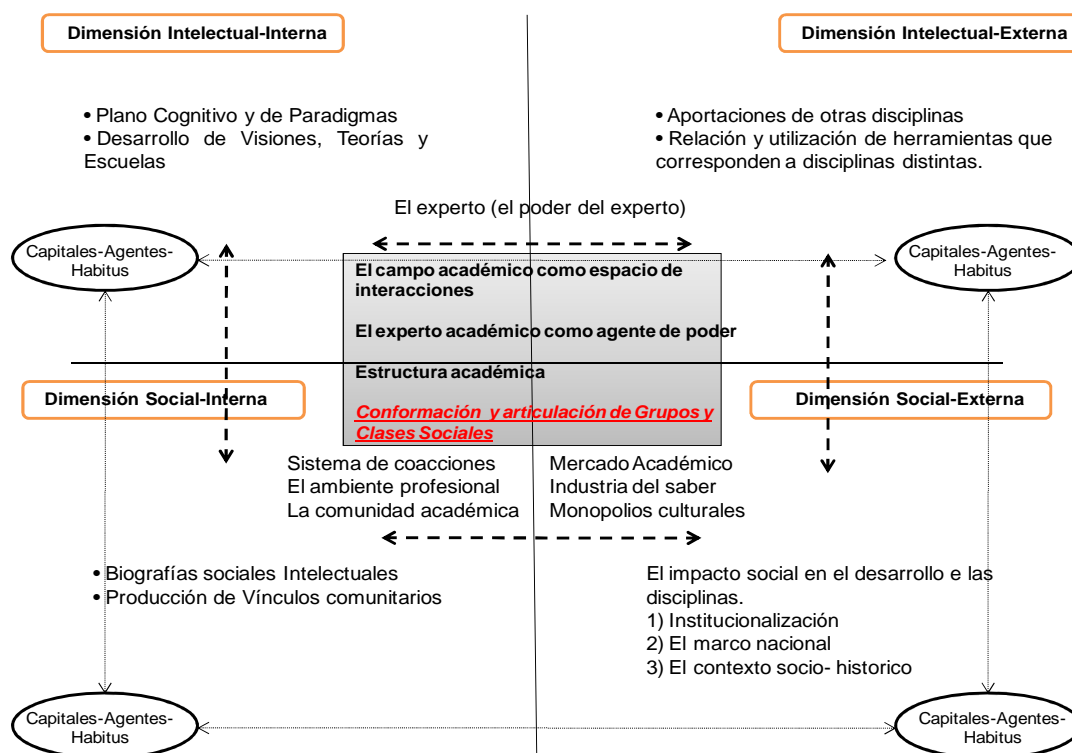 Dimensión Intelectual-Interna
Dimensión Intelectual-Externa
• Plano Cognitivo y de Paradigmas
• Desarrollo de Visiones, Teorías y
Escuelas
• Aportaciones de otras disciplinas
• Relación y utilización de herramientas que
corresponden a disciplinas distintas.
El experto (el poder del experto)
Capitales-Agentes-
Habitus
Capitales-Agentes-
Habitus
El campo académico como espacio de
interacciones
El experto académico como agente de poder
Estructura académica
Conformación y articulación de Grupos y
Clases Sociales
Dimensión Social-Interna
Dimensión Social-Externa
Sistema de coacciones
El ambiente profesional
La comunidad académica
Mercado Académico
Industria del saber
Monopolios culturales
• Biografías sociales Intelectuales
• Producción de Vínculos comunitarios
El impacto social en el desarrollo e las
disciplinas.
1) Institucionalización
2) El marco nacional
3) El contexto socio- historico
Capitales-Agentes-
Habitus
Capitales-Agentes-
Habitus